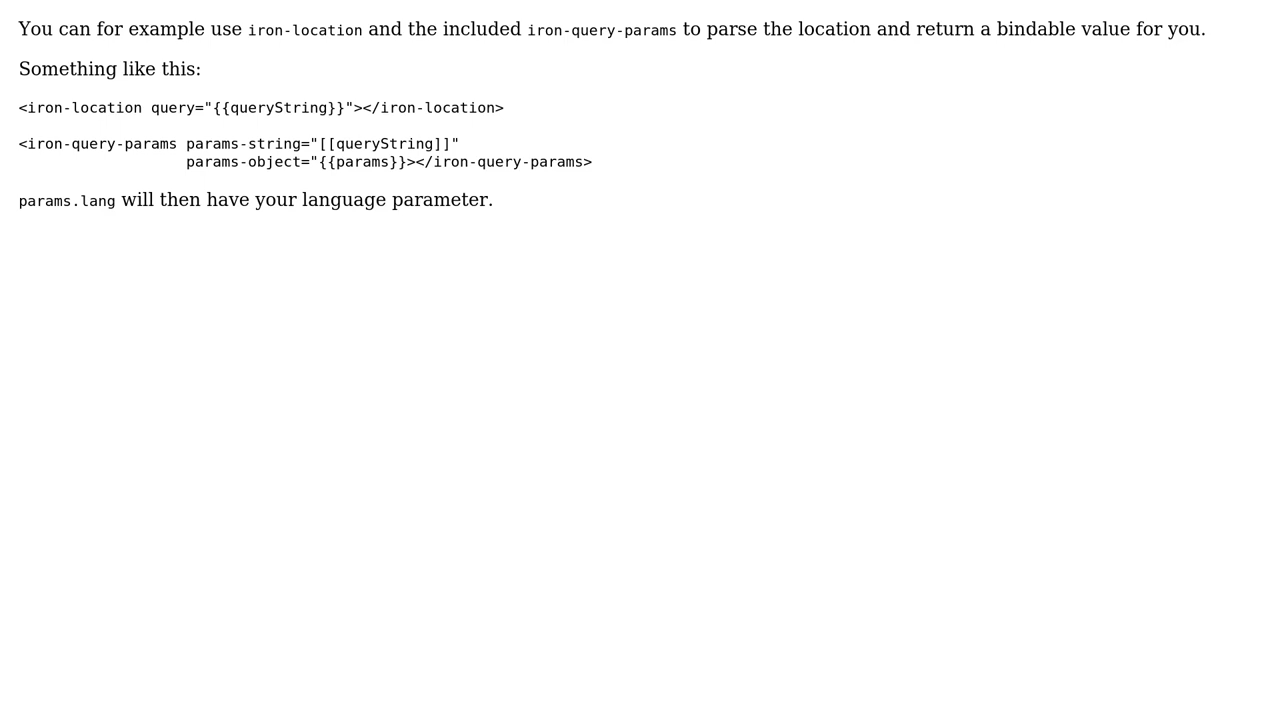 You can for example use iron-location and the included iron-query-params to parse the location and return a bindable value for you.
Something like this:
<iron-location query="{{queryString}}"></iron-location>
<iron-query-params params-string="[[queryString]]"
params-object="{{params}}></iron-query-params>
params.lang will then have your language parameter.